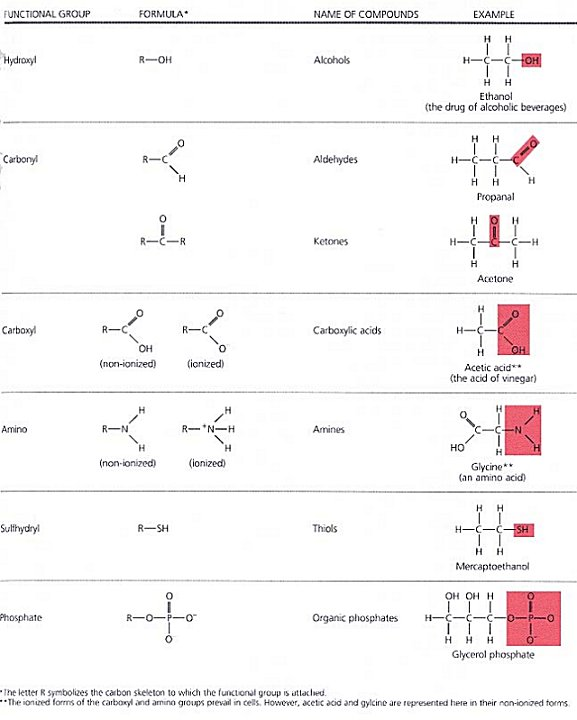 FUNCTIONAL GROUP FORMULA* NAME OF COMPOUNDS EXAMPLE
H H
Hydroxyl R—OH Alcohols H—C—C—OH
H H
Ethanol
(the drug of alcoholic beverages)
H H O
Carbonyl R—C O H Aldehydes H—C—C—C
H H H
Propanal
O H O H
R—C—R Ketones H—C—C—C—H
H H
Acetone
H O
Carboxyl R—C O OH R—C O O Carboxylic acids H—C—C
H OH
(non-ionized) (ionized) Acetic acid**
(the acid of vinegar)
O H H
Amino R—N H H R—⁺N—H H H Amines C—C—N
HO H H
(non-ionized) (ionized) Glycine**
(an amino acid)
H H
Sulfhydryl R—SH Thiols H—C—C—SH
H H
Mercaptoethanol
O OH OH H O
Phosphate R—O—P—O⁻ Organic phosphates H—C—C—C—O—P—O
O H H H O⁻
Glycerol phosphate
*The letter R symbolizes the carbon skeleton to which the functional group is attached.
**The ionized forms of the carboxyl and amino groups prevail in cells. However, acetic acid and gylcine are represented here in their non-ionized forms.